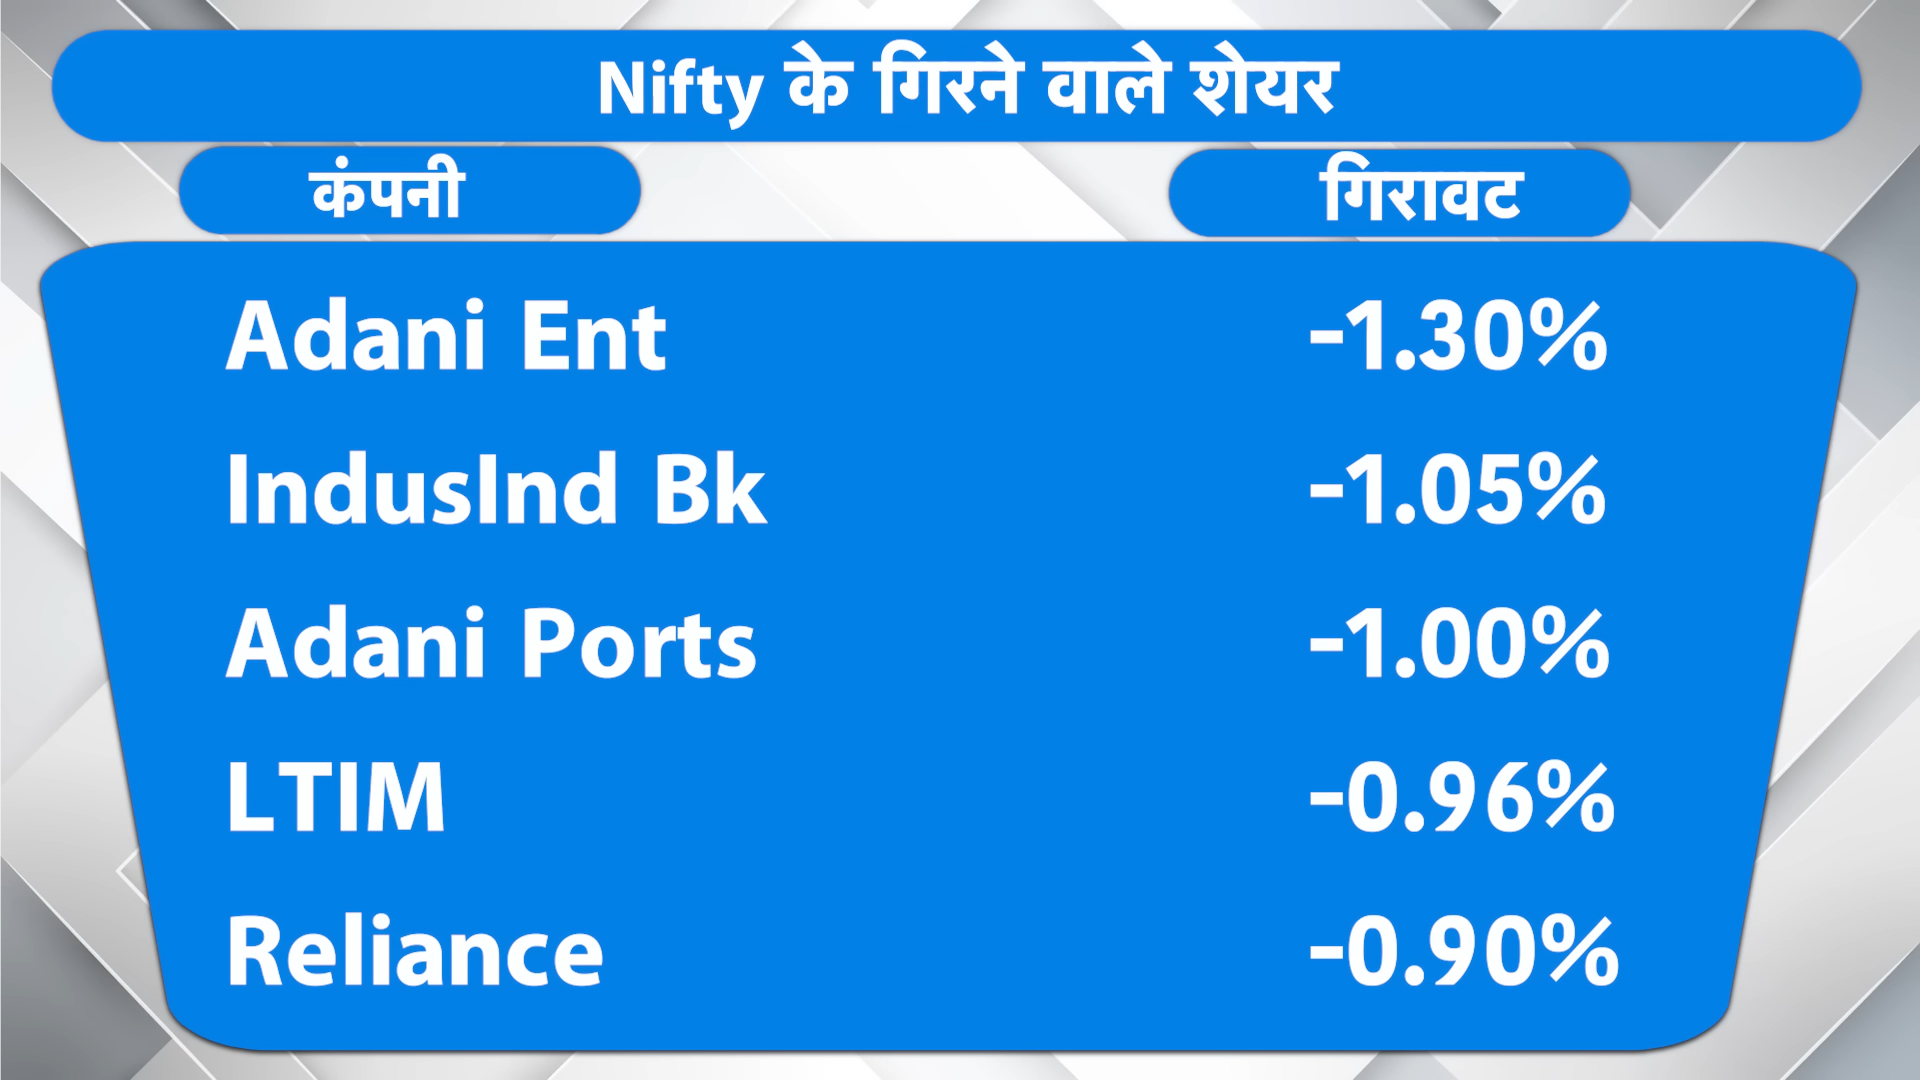 Nifty के गिरने वाले शेयर
कंपनी गिरावट
Adani Ent -1.30%
IndusInd Bk -1.05%
Adani Ports -1.00%
LTIM -0.96%
Reliance -0.90%